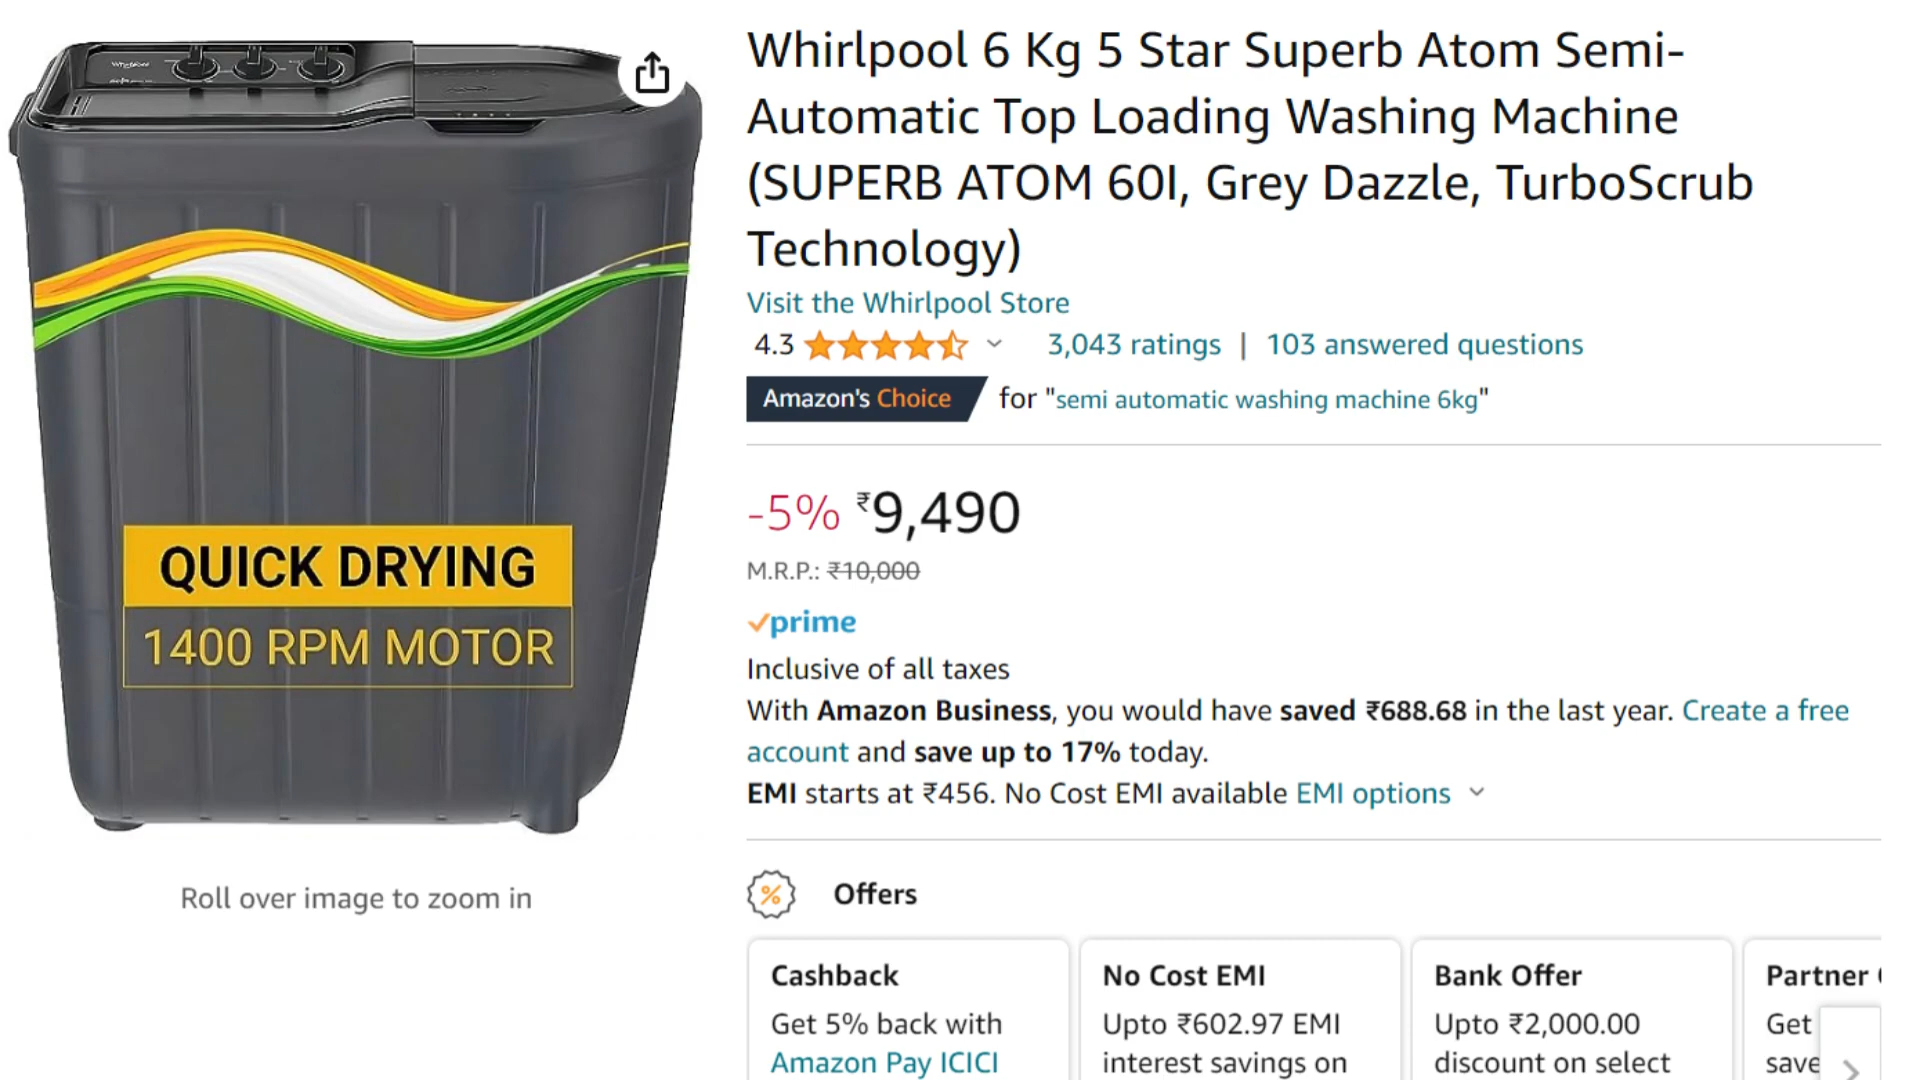 Whirlpool
Whirlpool 6 Kg 5 Star Superb Atom Semi-
Automatic Top Loading Washing Machine
(SUPERB ATOM 60I, Grey Dazzle, TurboScrub
Technology)
Visit the Whirlpool Store
4.3
3,043 ratings | 103 answered questions
Amazon's Choice for "semi automatic washing machine 6kg"
-5% ₹9,490
M.R.P.: ₹10,000
prime
Inclusive of all taxes
With Amazon Business, you would have saved ₹688.68 in the last year. Create a free
account and save up to 17% today.
EMI starts at ₹456. No Cost EMI available EMI options
QUICK DRYING
1400 RPM MOTOR
Roll over image to zoom in
% Offers
Cashback
Get 5% back with
Amazon Pay ICICI
No Cost EMI
Upto ₹602.97 EMI
interest savings on
Bank Offer
Upto ₹2,000.00
discount on select
Partner
Get
save